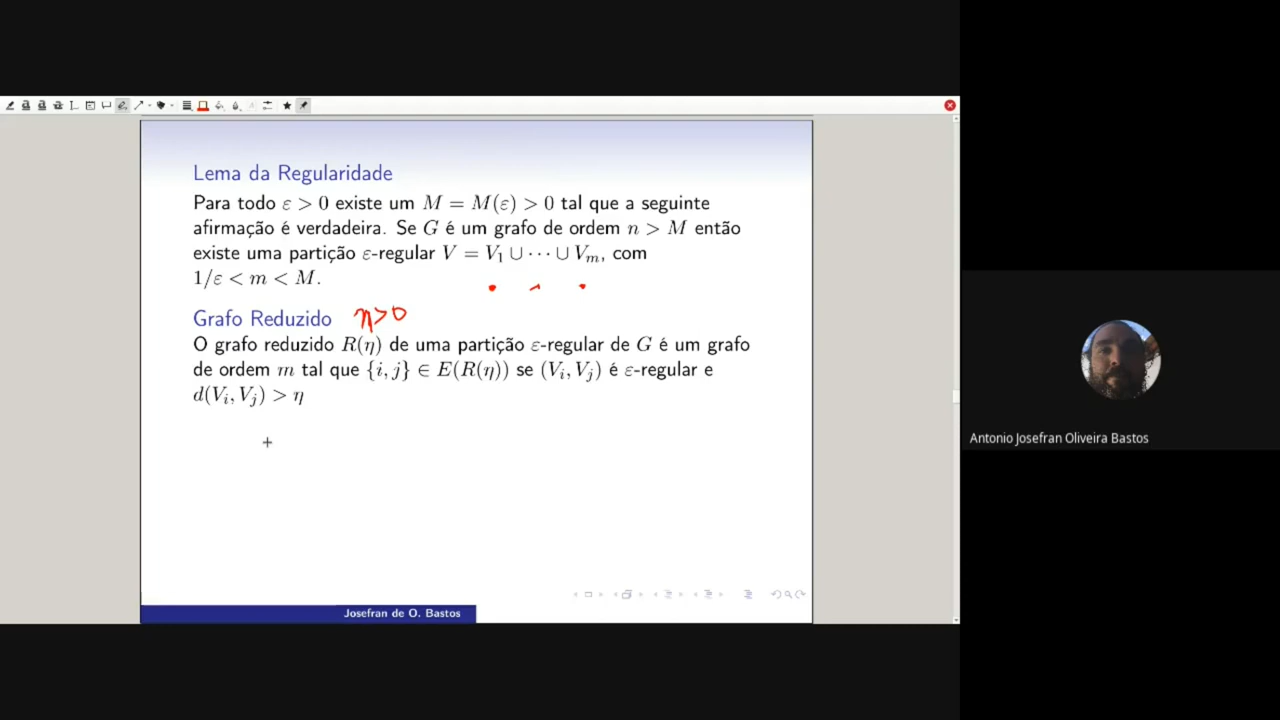 Lema da Regularidade
Para todo ε > 0 existe um M = M(ε) > 0 tal que a seguinte
afirmação é verdadeira. Se G é um grafo de ordem n > M então
existe uma partição ε-regular V = V₁ ∪ ··· ∪ Vₘ, com
1/ε < m < M.
Grafo Reduzido η>0
O grafo reduzido R(η) de uma partição ε-regular de G é um grafo
de ordem m tal que {i, j} ∈ E(R(η)) se (Vᵢ, Vⱼ) é ε-regular e
d(Vᵢ, Vⱼ) > η
Josefran de O. Bastos
Antonio Josefran Oliveira Bastos